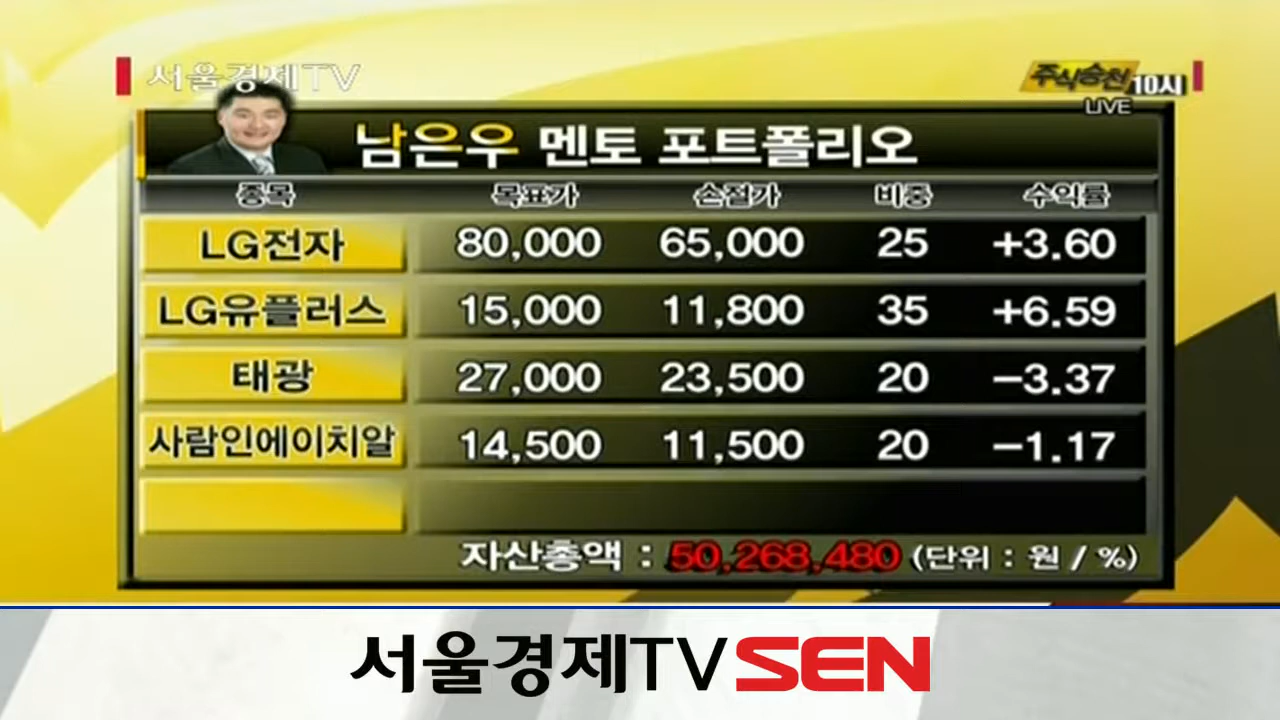 서울경제TV
주식승전 10시
LIVE
남은우 멘토 포트폴리오
종목 목표가 손절가 비중 수익률
LG전자 80,000 65,000 25 +3.60
LG유플러스 15,000 11,800 35 +6.59
태광 27,000 23,500 20 -3.37
사람인에이치알 14,500 11,500 20 -1.17
자산총액 : 50,268,480 (단위 : 원 / %)
서울경제TV SEN